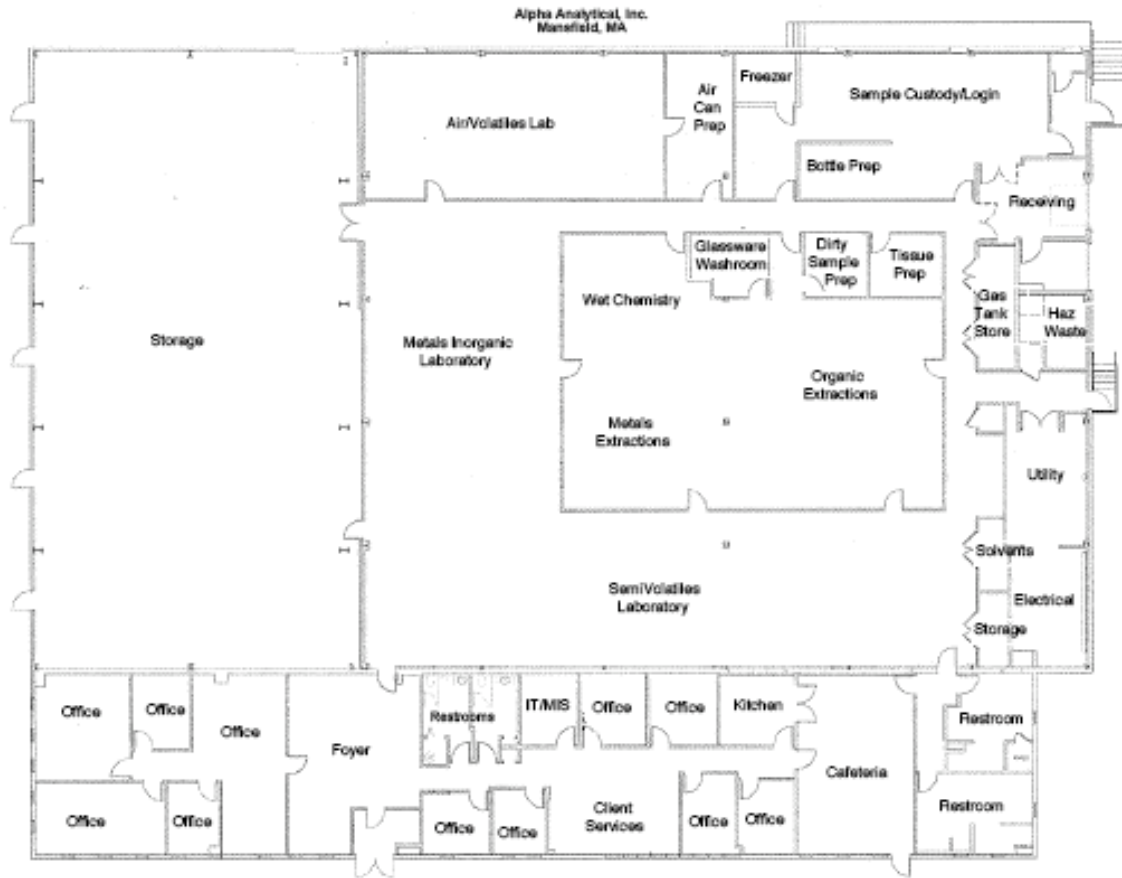 Alpha Analytical, Inc.
Mansfield, MA
Freezer
Air
Can
Prep
Sample Custody/Login
Air/Volatiles Lab
Bottle Prep
Receiving
Glassware
Washroom
Dirty
Sample
Prep
Tissue
Prep
Wet Chemistry
Gas
Tank
Store
Haz
Waste
Storage
Metals Inorganic
Laboratory
Organic
Extractions
Metals
Extractions
Utility
Solvents
SemiVolatiles
Laboratory
Electrical
Storage
Office
Office
Office
Foyer
Restrooms
IT/MIS
Office
Office
Kitchen
Restroom
Cafeteria
Office
Office
Office
Office
Client
Services
Office
Office
Restroom